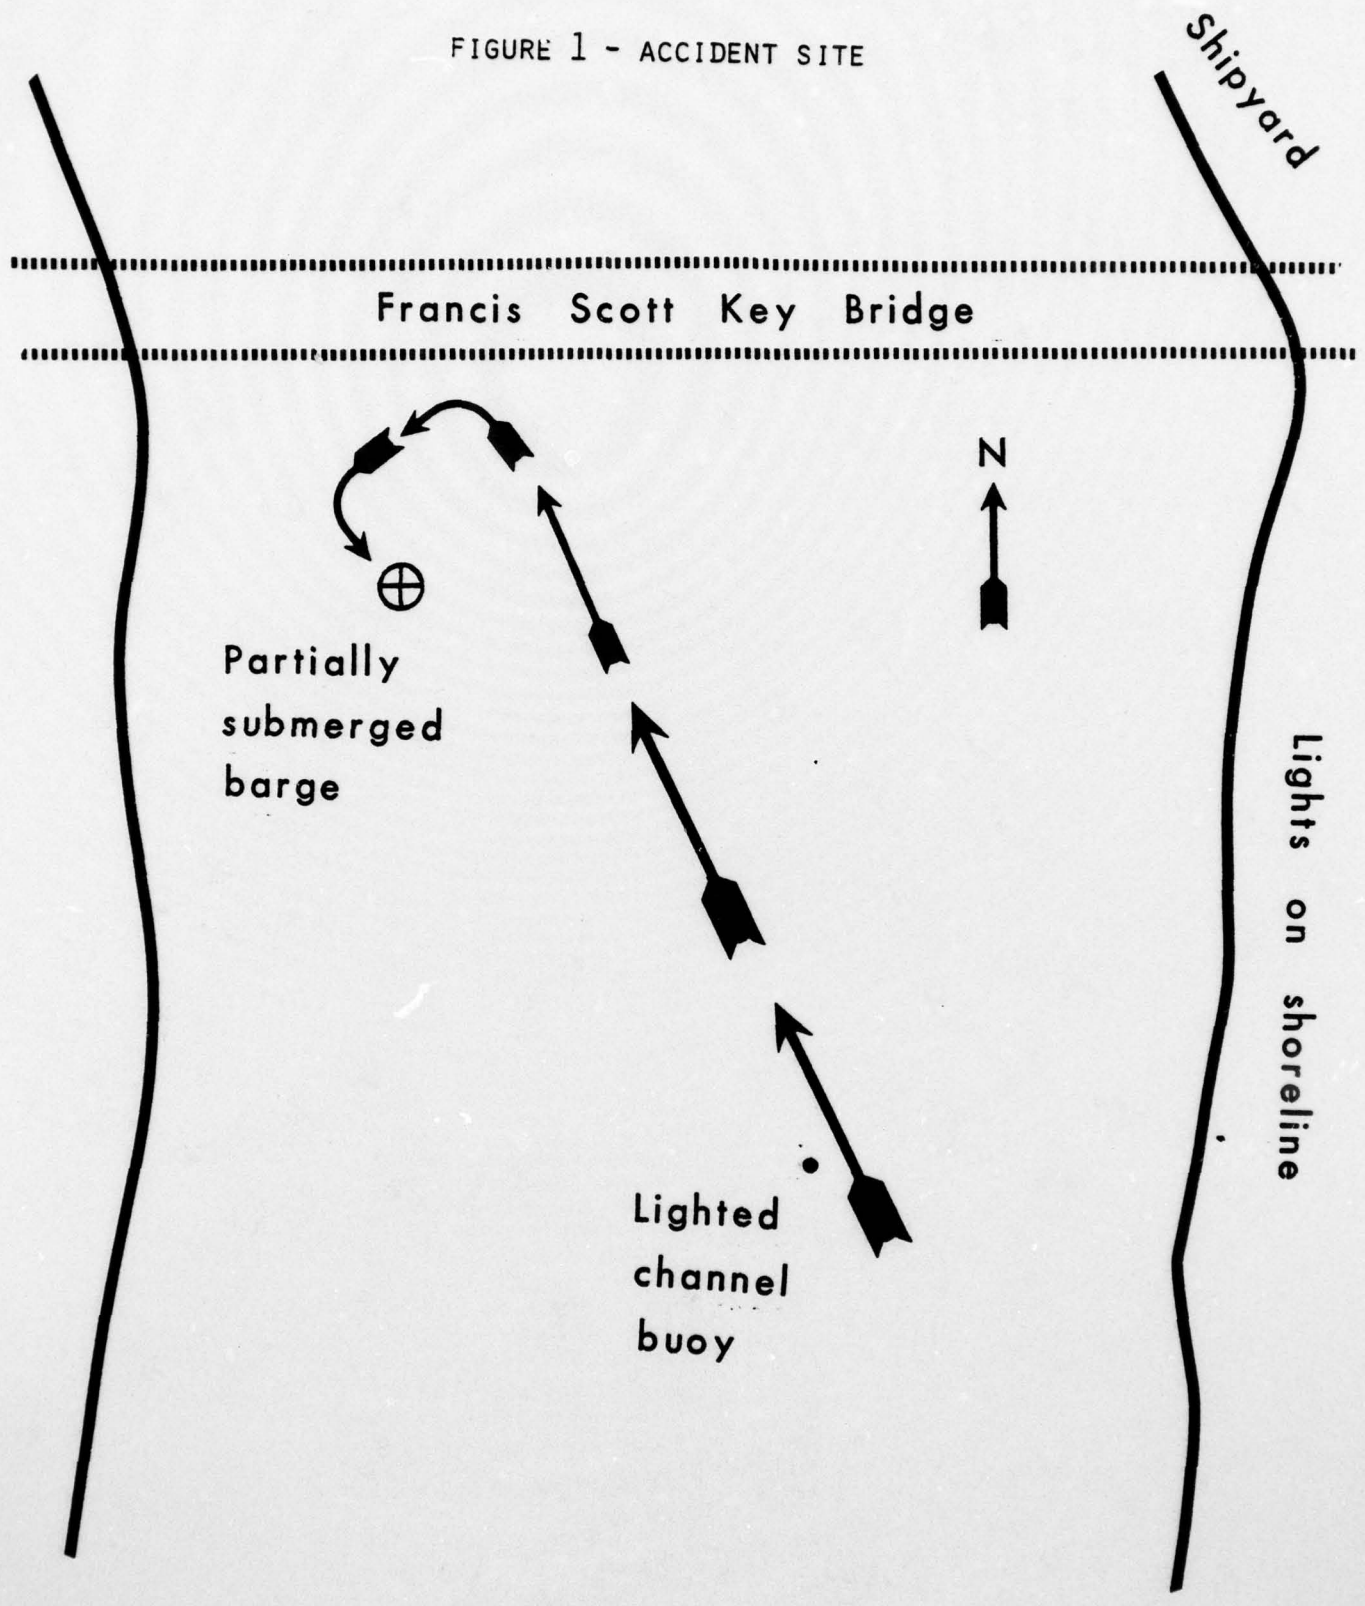 FIGURE 1 - ACCIDENT SITE
Shipyard
Francis Scott Key Bridge
N
Partially
submerged
barge
Lights on shoreline
Lighted
channel
buoy